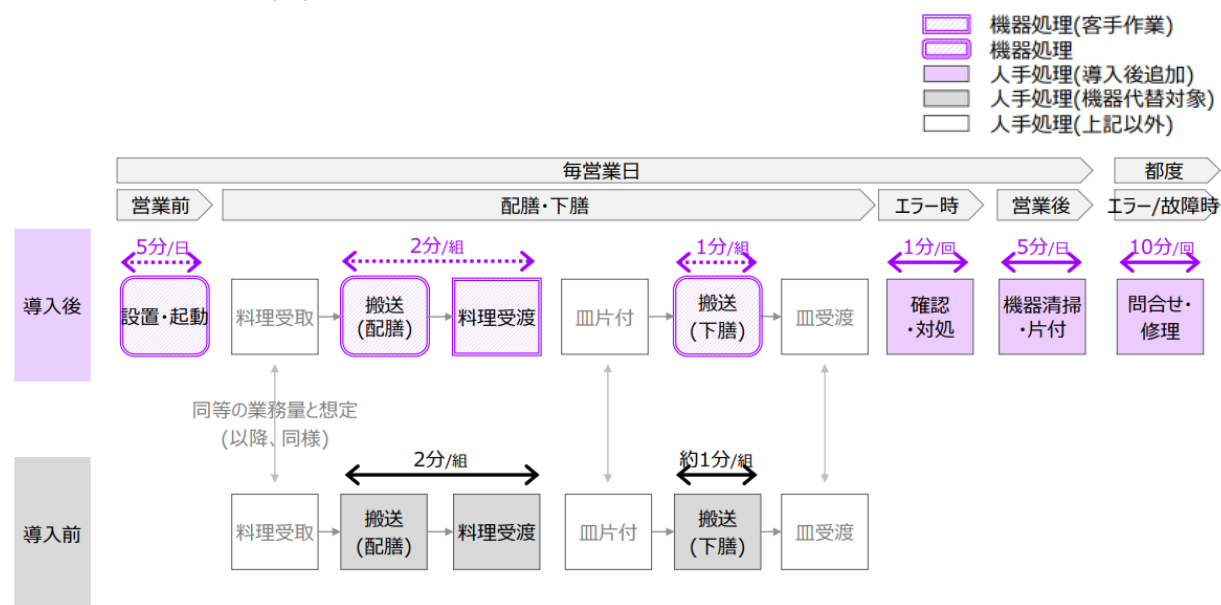 機器処理(客手作業)
機器処理
人手処理(導入後追加)
人手処理(機器代替対象)
人手処理(上記以外)
毎営業日
都度
営業前
配膳・下膳
エラー時
営業後
エラー/故障時
導入後
5分/日
2分/組
1分/組
1分/回
5分/日
10分/回
設置・起動
料理受取
搬送
(配膳)
料理受渡
皿片付
搬送
(下膳)
皿受渡
確認
・対処
機器清掃
・片付
問合せ・
修理
同等の業務量と想定
(以降、同様)
導入前
2分/組
約1分/組
料理受取
搬送
(配膳)
料理受渡
皿片付
搬送
(下膳)
皿受渡